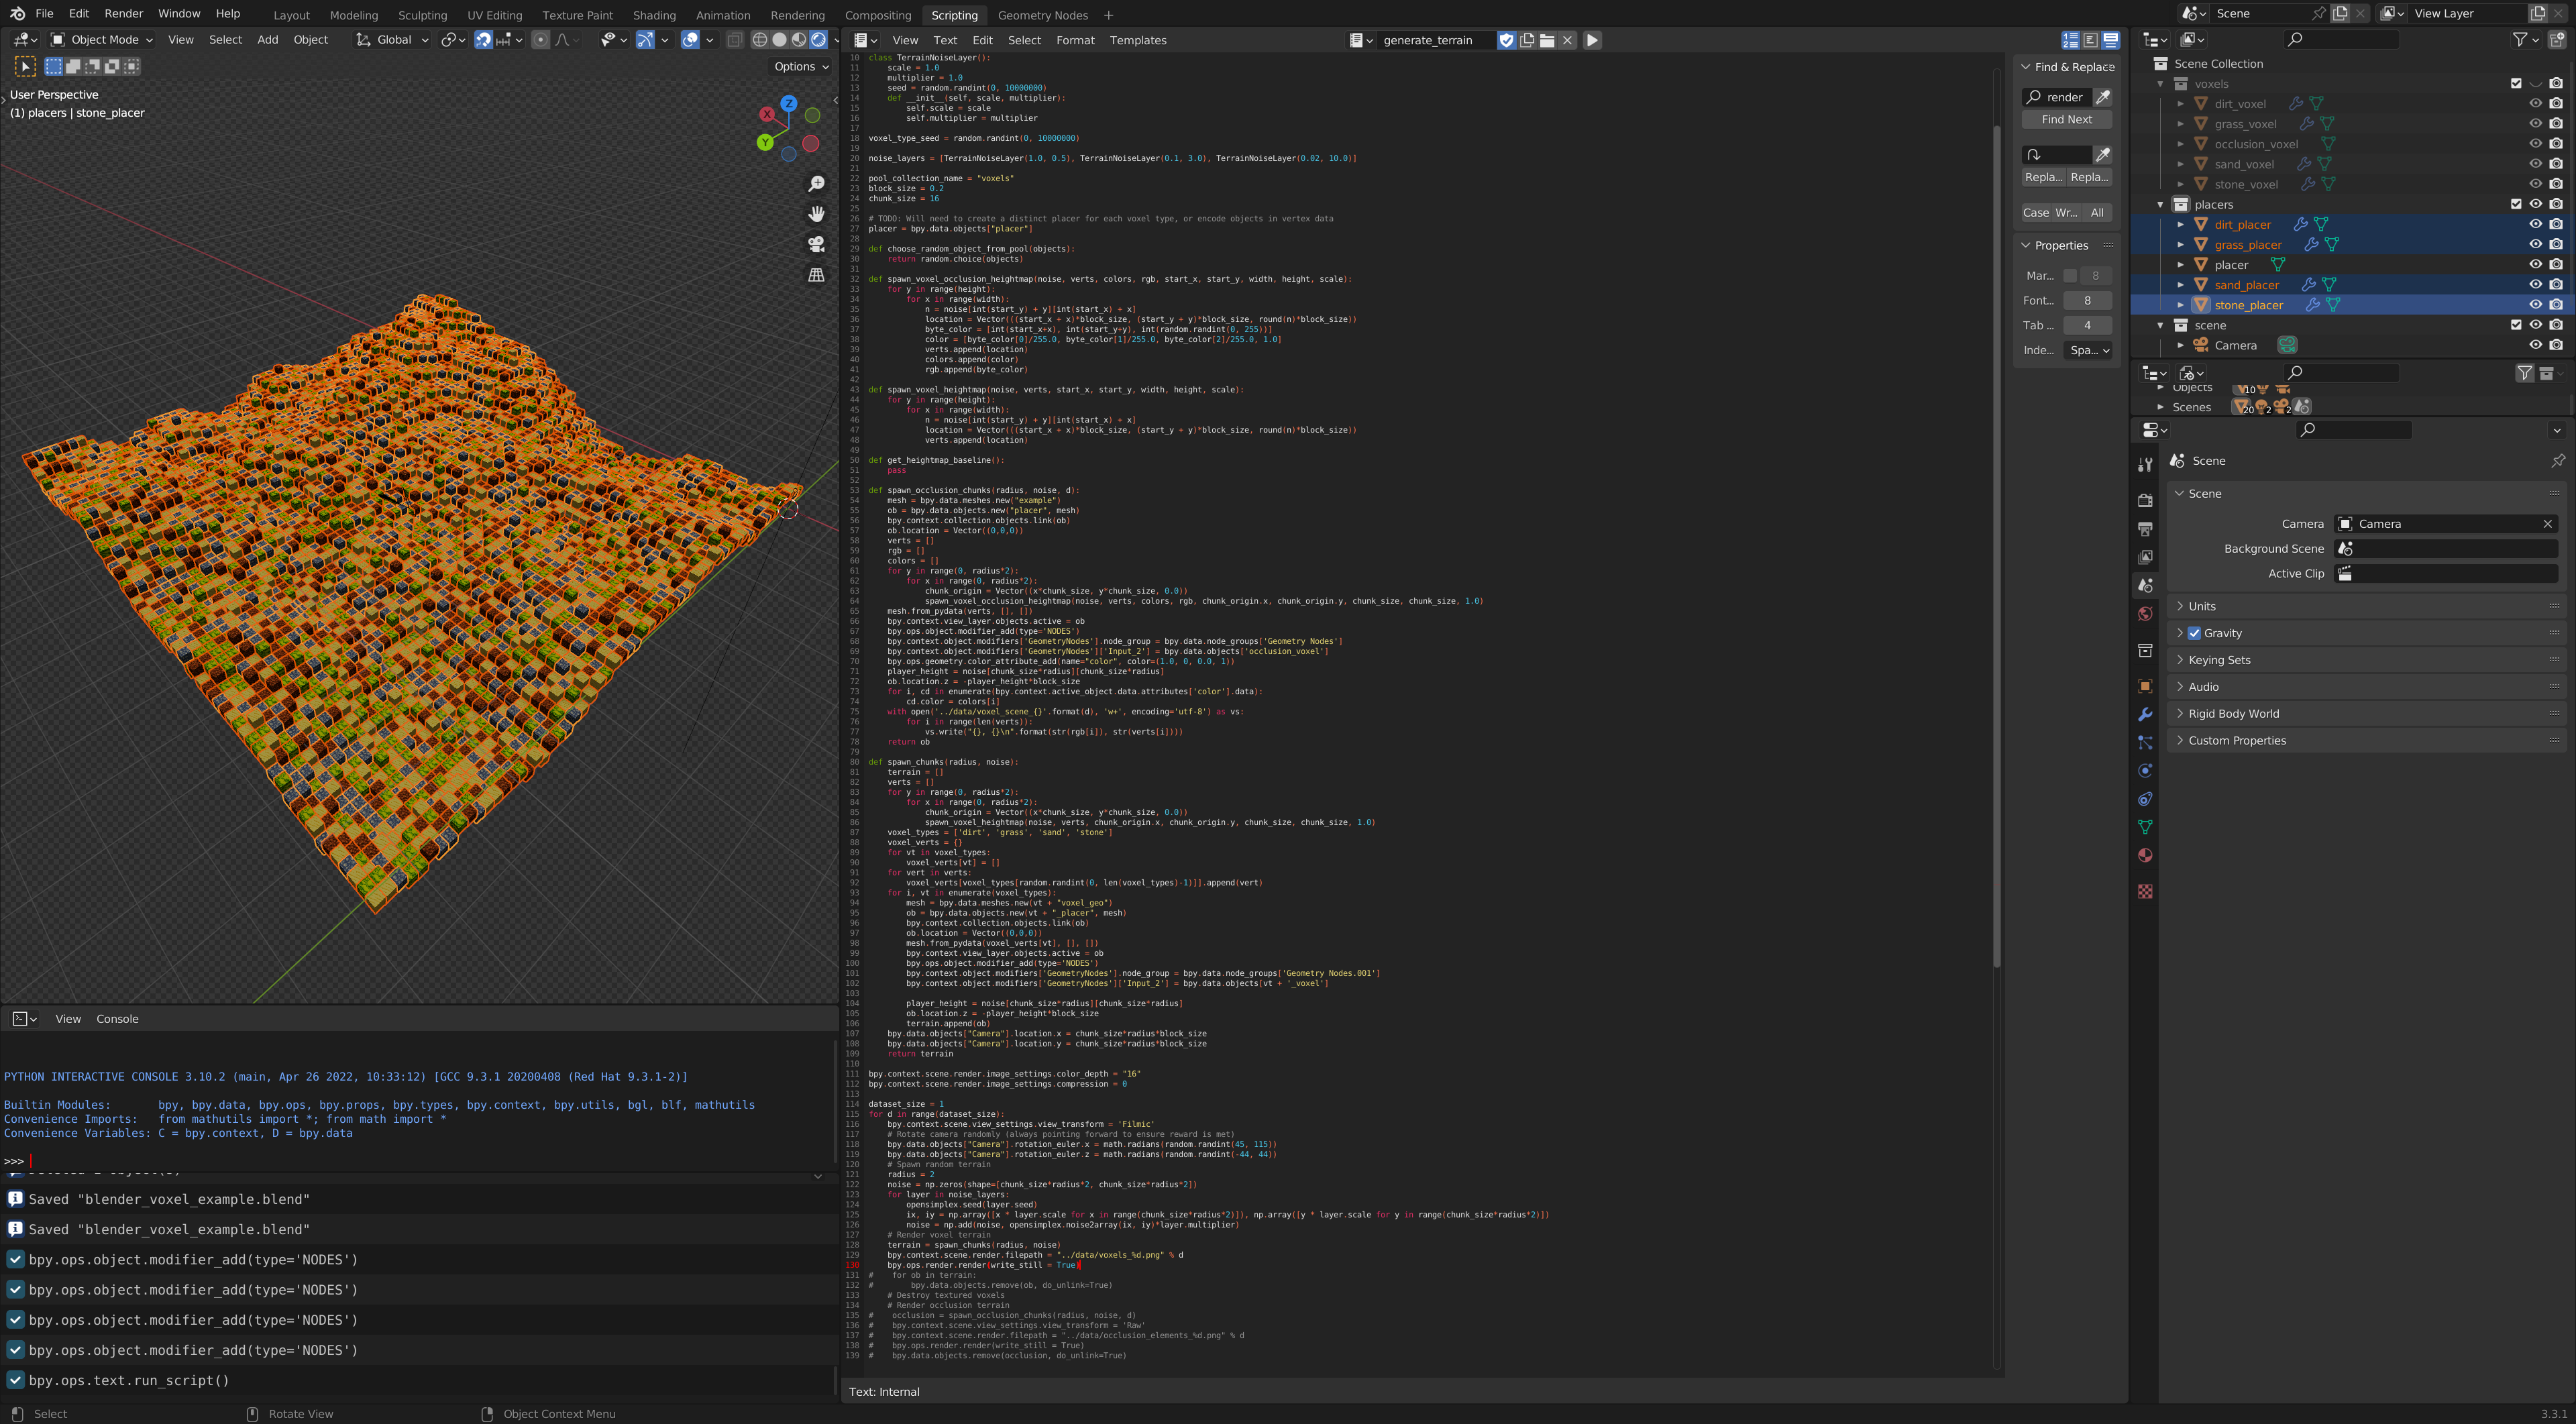 File Edit Render Window Help Layout Modeling Sculpting UV Editing Texture Paint Shading Animation Rendering Compositing Scripting Geometry Nodes + Scene View Layer
Object Mode View Select Add Object Global
Options
User Perspective
(1) placers | stone_placer
X
Y
Z
View Text Edit Select Format Templates generate_terrain
10 class TerrainNoiseLayer():
11     scale = 1.0
12     multiplier = 1.0
13     seed = random.randint(0, 10000000)
14     def __init__(self, scale, multiplier):
15         self.scale = scale
16         self.multiplier = multiplier
17
18 voxel_type_seed = random.randint(0, 10000000)
19
20 noise_layers = [TerrainNoiseLayer(1.0, 0.5), TerrainNoiseLayer(0.1, 3.0), TerrainNoiseLayer(0.02, 10.0)]
21
22 pool_collection_name = "voxels"
23 block_size = 0.2
24 chunk_size = 16
25
26 # TODO: Will need to create a distinct placer for each voxel type, or encode objects in vertex data
27 placer = bpy.data.objects["placer"]
28
29 def choose_random_object_from_pool(objects):
30     return random.choice(objects)
31
32 def spawn_voxel_occlusion_heightmap(noise, verts, colors, rgb, start_x, start_y, width, height, scale):
33     for y in range(height):
34         for x in range(width):
35             n = noise[int(start_y) + y][int(start_x) + x]
36             location = Vector(((start_x + x)*block_size, (start_y + y)*block_size, round(n)*block_size))
37             byte_color = [int(start_x+x), int(start_y+y), int(random.randint(0, 255))]
38             color = [byte_color[0]/255.0, byte_color[1]/255.0, byte_color[2]/255.0, 1.0]
39             verts.append(location)
40             colors.append(color)
41             rgb.append(byte_color)
42
43 def spawn_voxel_heightmap(noise, verts, start_x, start_y, width, height, scale):
44     for y in range(height):
45         for x in range(width):
46             n = noise[int(start_y) + y][int(start_x) + x]
47             location = Vector(((start_x + x)*block_size, (start_y + y)*block_size, round(n)*block_size))
48             verts.append(location)
49
50 def get_heightmap_baseline():
51     pass
52
53 def spawn_occlusion_chunks(radius, noise, d):
54     mesh = bpy.data.meshes.new("example")
55     ob = bpy.data.objects.new("placer", mesh)
56     bpy.context.collection.objects.link(ob)
57     ob.location = Vector((0,0,0))
58     verts = []
59     rgb = []
60     colors = []
61     for y in range(0, radius*2):
62         for x in range(0, radius*2):
63             chunk_origin = Vector((x*chunk_size, y*chunk_size, 0.0))
64             spawn_voxel_occlusion_heightmap(noise, verts, colors, rgb, chunk_origin.x, chunk_origin.y, chunk_size, chunk_size, 1.0)
65     mesh.from_pydata(verts, [], [])
66     bpy.context.view_layer.objects.active = ob
67     bpy.ops.object.modifier_add(type='NODES')
68     bpy.context.object.modifiers['GeometryNodes'].node_group = bpy.data.node_groups['Geometry Nodes']
69     bpy.context.object.modifiers['GeometryNodes']['Input_2'] = bpy.data.objects['occlusion_voxel']
70     bpy.ops.geometry.color_attribute_add(name="color", color=(1.0, 0, 0.0, 1))
71     player_height = noise[chunk_size*radius][chunk_size*radius]
72     ob.location.z = -player_height*block_size
73     for i, cd in enumerate(bpy.context.active_object.data.attributes['color'].data):
74         cd.color = colors[i]
75     with open('../data/voxel_scene_{}'.format(d), 'w+', encoding='utf-8') as vs:
76         for i in range(len(verts)):
77             vs.write("{}, {}\n".format(str(rgb[i]), str(verts[i])))
78     return ob
79
80 def spawn_chunks(radius, noise):
81     terrain = []
82     verts = []
83     for y in range(0, radius*2):
84         for x in range(0, radius*2):
85             chunk_origin = Vector((x*chunk_size, y*chunk_size, 0.0))
86             spawn_voxel_heightmap(noise, verts, chunk_origin.x, chunk_origin.y, chunk_size, chunk_size, 1.0)
87     voxel_types = ['dirt', 'grass', 'sand', 'stone']
88     voxel_verts = {}
89     for vt in voxel_types:
90         voxel_verts[vt] = []
91     for vert in verts:
92         voxel_verts[voxel_types[random.randint(0, len(voxel_types)-1)]].append(vert)
93     for i, vt in enumerate(voxel_types):
94         mesh = bpy.data.meshes.new(vt + "voxel_geo")
95         ob = bpy.data.objects.new(vt + "_placer", mesh)
96         bpy.context.collection.objects.link(ob)
97         ob.location = Vector((0,0,0))
98         mesh.from_pydata(voxel_verts[vt], [], [])
99         bpy.context.view_layer.objects.active = ob
100         bpy.ops.object.modifier_add(type='NODES')
101         bpy.context.object.modifiers['GeometryNodes'].node_group = bpy.data.node_groups['Geometry Nodes.001']
102         bpy.context.object.modifiers['GeometryNodes']['Input_2'] = bpy.data.objects[vt + '_voxel']
103
104         player_height = noise[chunk_size*radius][chunk_size*radius]
105         ob.location.z = -player_height*block_size
106         terrain.append(ob)
107     bpy.data.objects["Camera"].location.x = chunk_size*radius*block_size
108     bpy.data.objects["Camera"].location.y = chunk_size*radius*block_size
109     return terrain
110
111 bpy.context.scene.render.image_settings.color_depth = "16"
112 bpy.context.scene.render.image_settings.compression = 0
113
114 dataset_size = 1
115 for d in range(dataset_size):
116     bpy.context.scene.view_settings.view_transform = 'Filmic'
117     # Rotate camera randomly (always pointing forward to ensure reward is met)
118     bpy.data.objects["Camera"].rotation_euler.x = math.radians(random.randint(45, 115))
119     bpy.data.objects["Camera"].rotation_euler.z = math.radians(random.randint(-44, 44))
120     # Spawn random terrain
121     radius = 2
122     noise = np.zeros(shape=[chunk_size*radius*2, chunk_size*radius*2])
123     for layer in noise_layers:
124         opensimplex.seed(layer.seed)
125         ix, iy = np.array([x * layer.scale for x in range(chunk_size*radius*2)]), np.array([y * layer.scale for y in range(chunk_size*radius*2)])
126         noise = np.add(noise, opensimplex.noise2array(ix, iy)*layer.multiplier)
127     # Render voxel terrain
128     terrain = spawn_chunks(radius, noise)
129     bpy.context.scene.render.filepath = "../data/voxels_%d.png" % d
130     bpy.ops.render.render(write_still = True)
131 #    for ob in terrain:
132 #        bpy.data.objects.remove(ob, do_unlink=True)
133     # Destroy textured voxels
134     # Render occlusion terrain
135 #    occlusion = spawn_occlusion_chunks(radius, noise, d)
136 #    bpy.context.scene.view_settings.view_transform = 'Raw'
137 #    bpy.context.scene.render.filepath = "../data/occlusion_elements_%d.png" % d
138 #    bpy.ops.render.render(write_still = True)
139 #    bpy.data.objects.remove(occlusion, do_unlink=True)
Text: Internal
Find & Replace
render
Find Next
Repla... Repla...
Case Wr... All
Properties
Mar... 8
Font... 8
Tab ... 4
Inde... Spa...
Scene Collection
voxels
dirt_voxel
grass_voxel
occlusion_voxel
sand_voxel
stone_voxel
placers
dirt_placer
grass_placer
placer
sand_placer
stone_placer
scene
Camera
Objects 10
Scenes 20 2 2
Scene
Scene
Camera Camera
Background Scene
Active Clip
Units
Gravity
Keying Sets
Audio
Rigid Body World
Custom Properties
View Console
PYTHON INTERACTIVE CONSOLE 3.10.2 (main, Apr 26 2022, 10:33:12) [GCC 9.3.1 20200408 (Red Hat 9.3.1-2)]
Builtin Modules: bpy, bpy.data, bpy.ops, bpy.props, bpy.types, bpy.context, bpy.utils, bgl, blf, mathutils
Convenience Imports: from mathutils import *; from math import *
Convenience Variables: C = bpy.context, D = bpy.data
>>>
Saved "blender_voxel_example.blend"
Saved "blender_voxel_example.blend"
bpy.ops.object.modifier_add(type='NODES')
bpy.ops.object.modifier_add(type='NODES')
bpy.ops.object.modifier_add(type='NODES')
bpy.ops.object.modifier_add(type='NODES')
bpy.ops.text.run_script()
Select Rotate View Object Context Menu 3.3.1